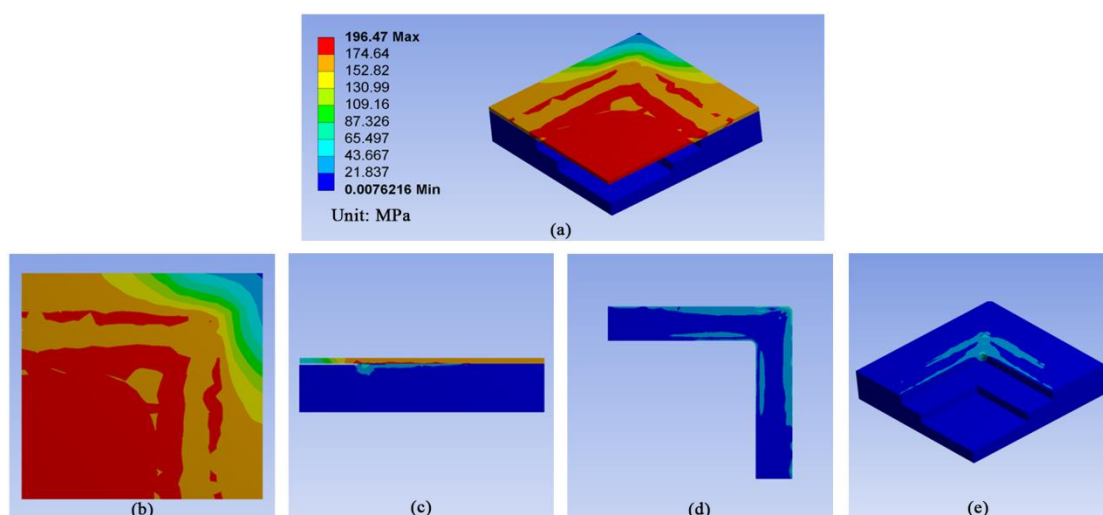 196.47 Max
174.64
152.82
130.99
109.16
87.326
65.497
43.667
21.837
0.0076216 Min
Unit: MPa
(a)
(b)
(c)
(d)
(e)